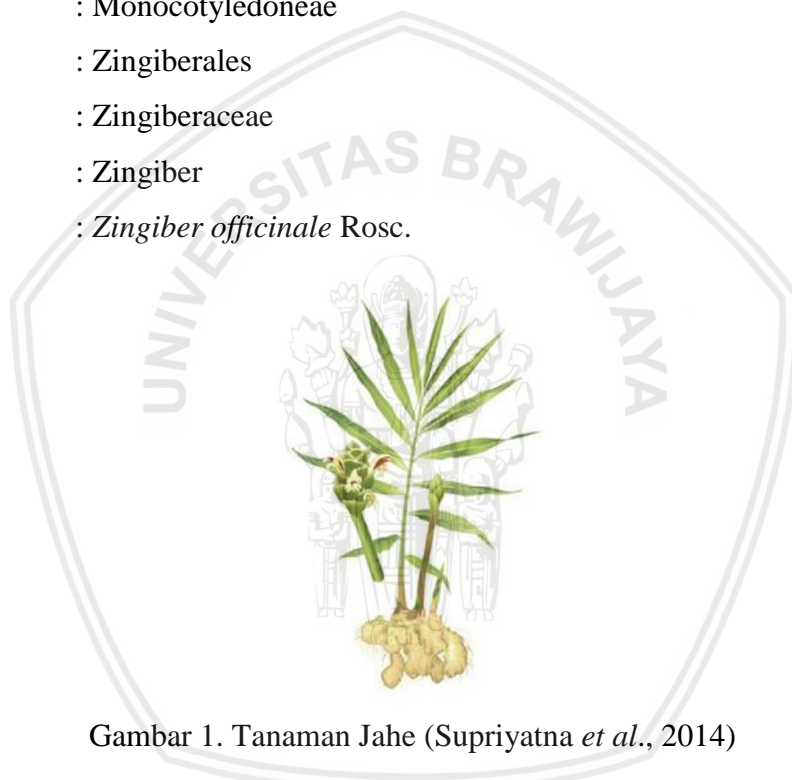 : Monocotyledoneae
: Zingiberales
: Zingiberaceae
: Zingiber
: Zingiber officinale Rosc.
UNIVERSITAS BRAWIJAYA
Gambar 1. Tanaman Jahe (Supriyatna et al., 2014)